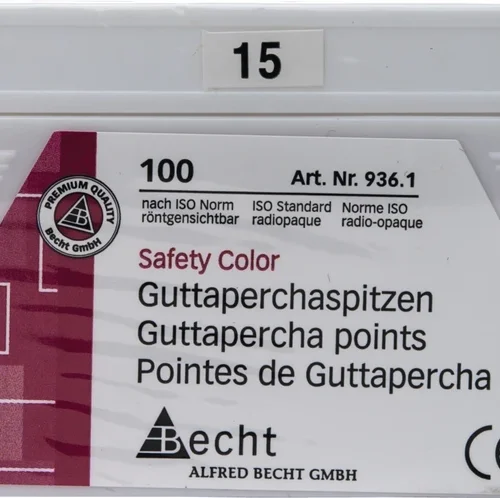 15
100 Art. Nr. 936.1
nach ISO Norm ISO Standard Norme ISO
röntgensichtbar radiopaque radio-opaque
PREMIUM QUALITY
B
Becht GmbH
Safety Color
Guttaperchaspitzen
Guttapercha points
Pointes de Guttapercha
Becht
ALFRED BECHT GMBH
CE